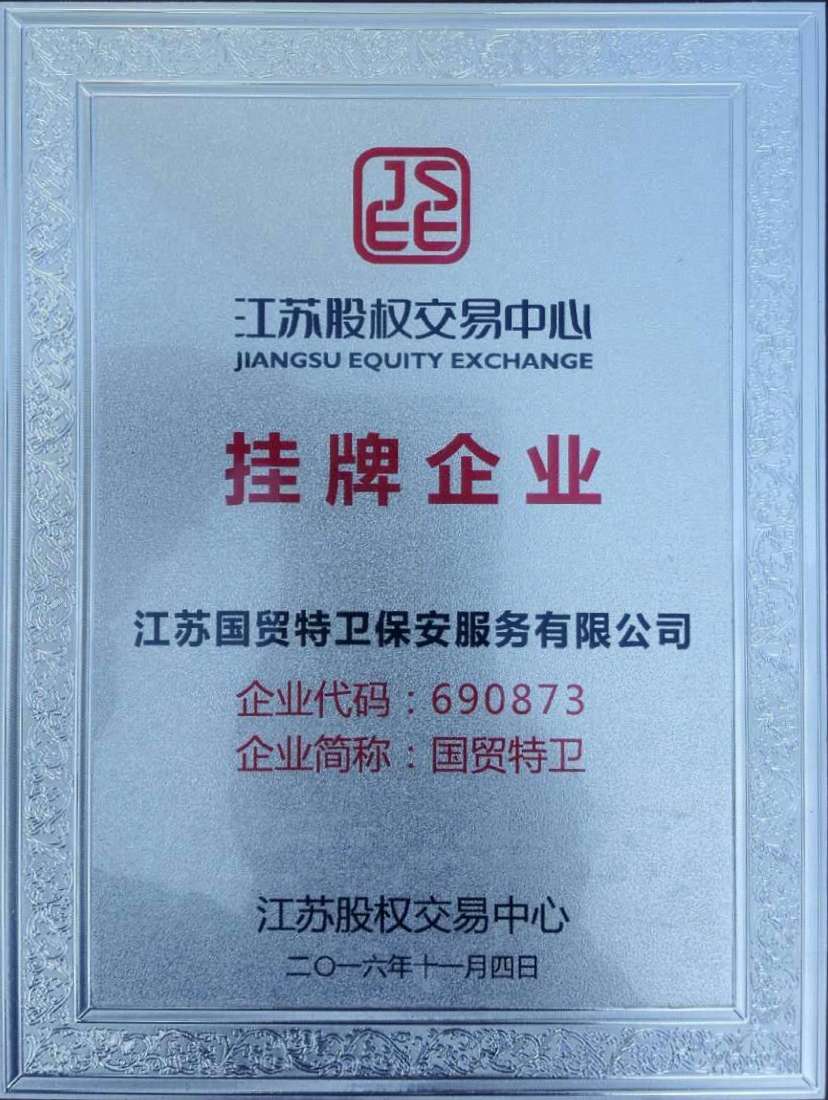 JS
EE
江苏股权交易中心
JIANGSU EQUITY EXCHANGE
挂牌企业
江苏国贸特卫保安服务有限公司
企业代码：690873
企业简称：国贸特卫
江苏股权交易中心
二〇一六年十一月四日